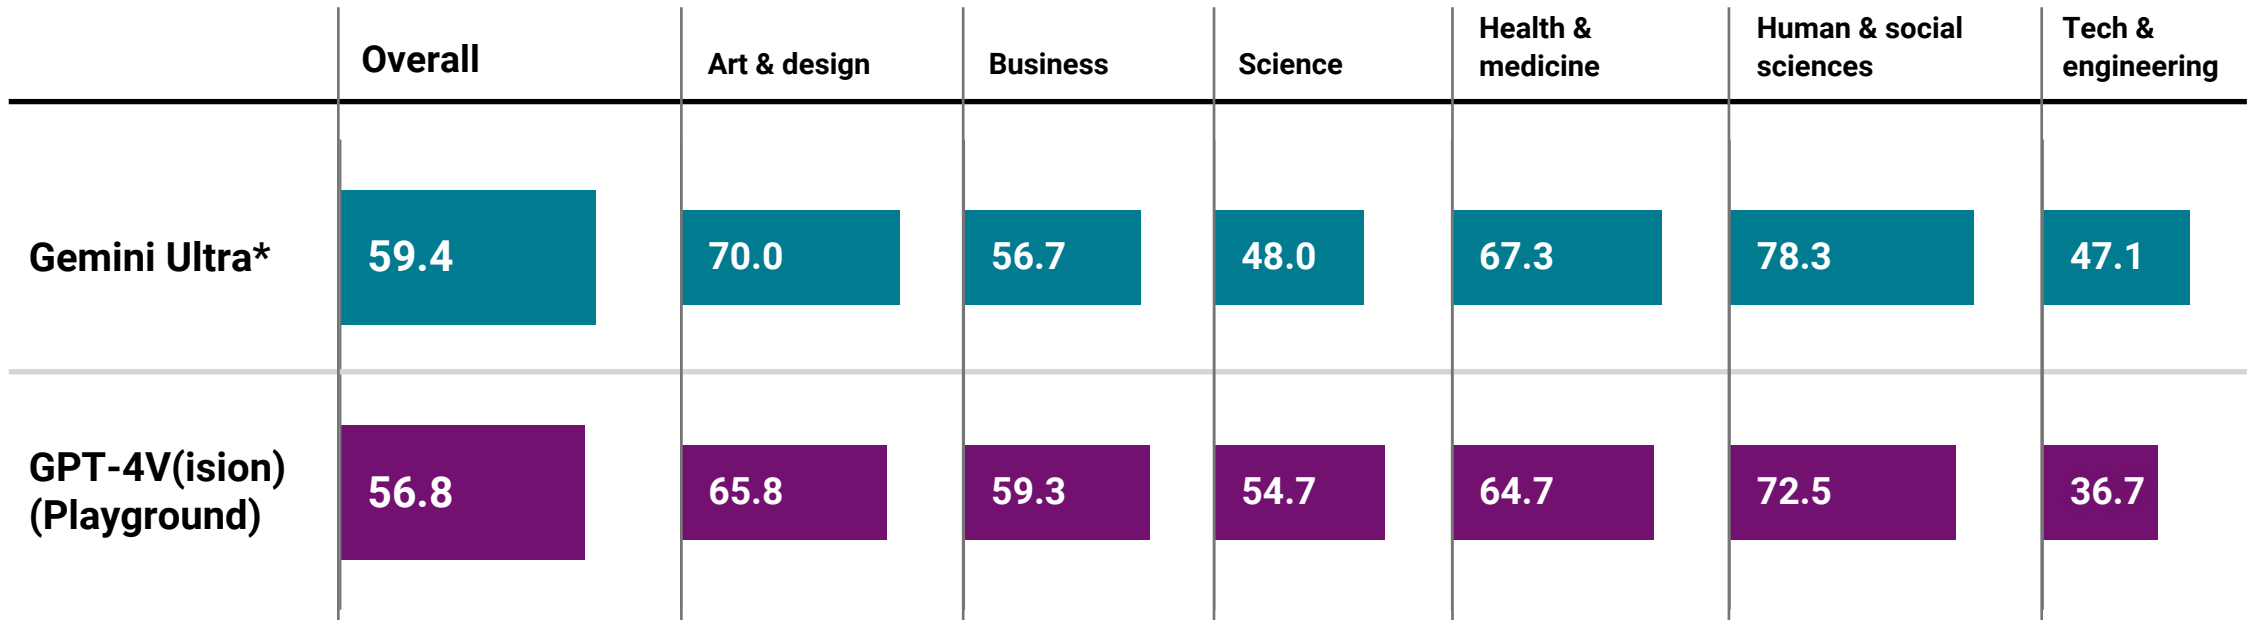 Overall
Art & design
Business
Science
Health &
medicine
Human & social
sciences
Tech &
engineering
Gemini Ultra*
59.4
70.0
56.7
48.0
67.3
78.3
47.1
GPT-4V(ision)
(Playground)
56.8
65.8
59.3
54.7
64.7
72.5
36.7